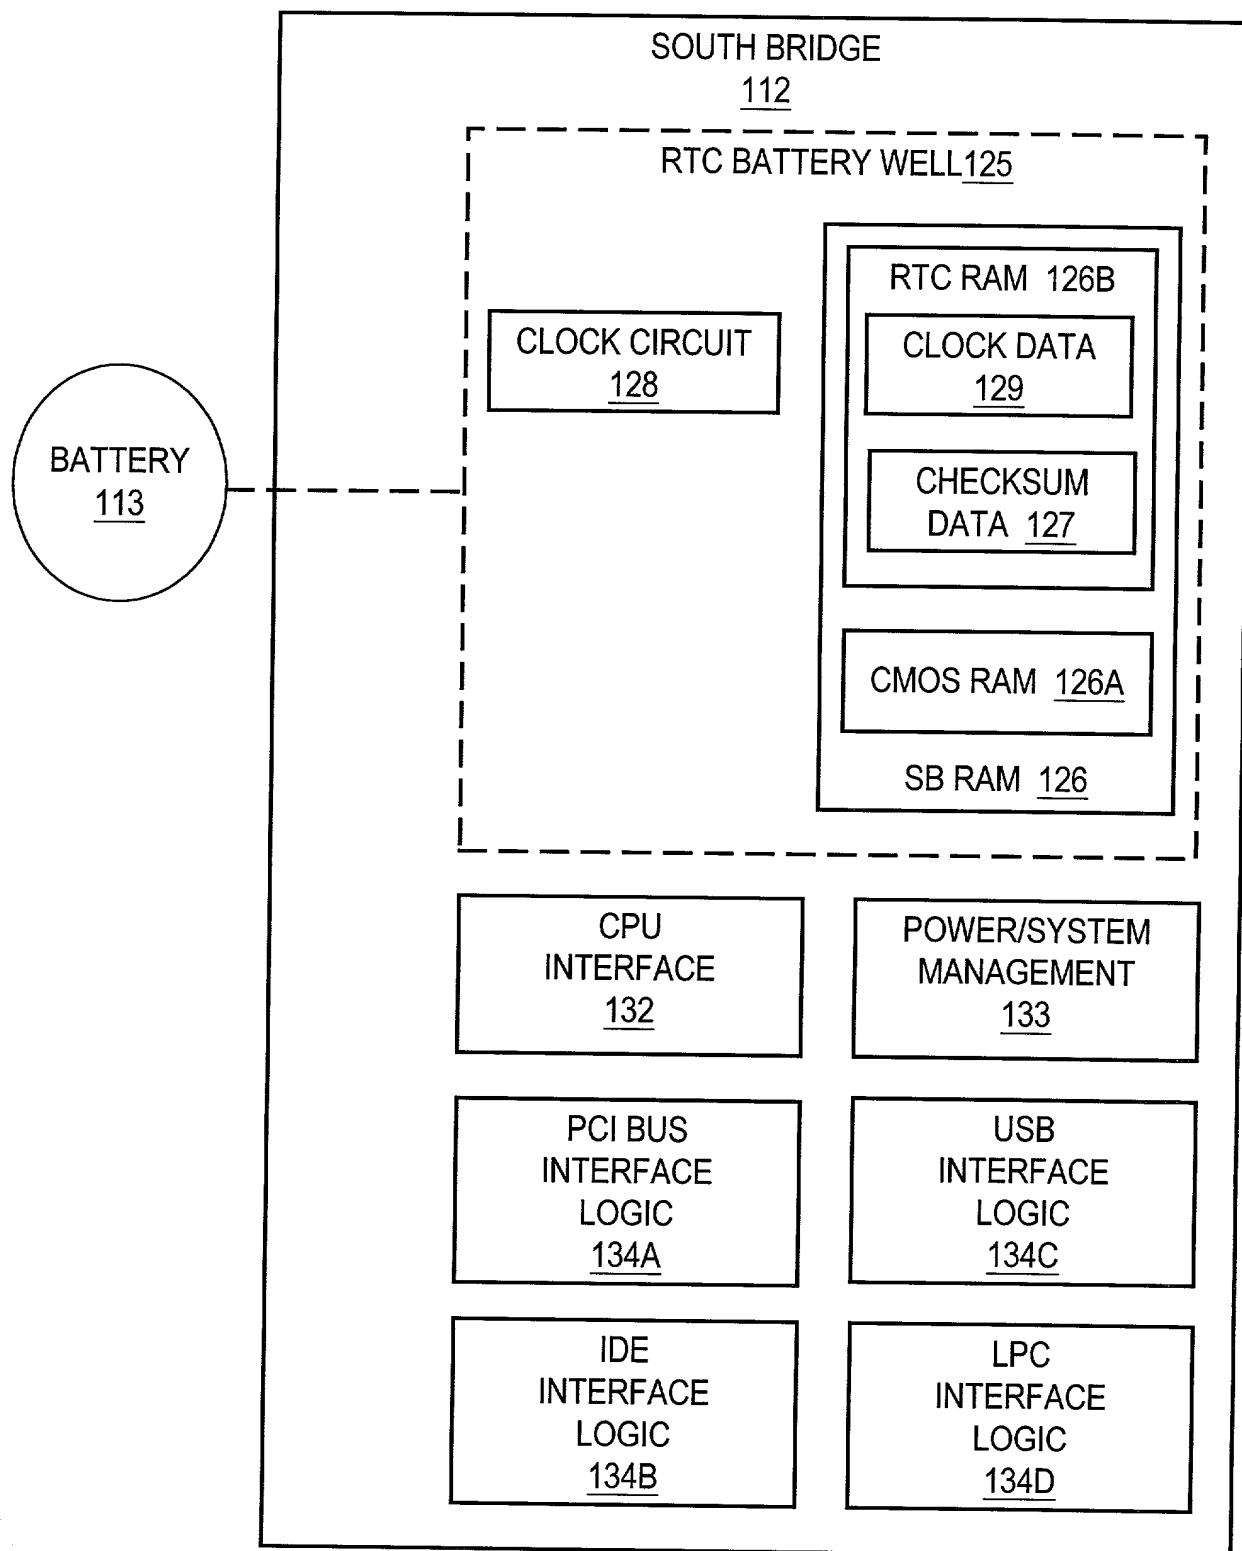 SOUTH BRIDGE
112
RTC BATTERY WELL125
RTC RAM 126B
CLOCK CIRCUIT
128
CLOCK DATA
129
BATTERY
113
CHECKSUM
DATA 127
CMOS RAM 126A
SB RAM 126
CPU
INTERFACE
132
POWER/SYSTEM
MANAGEMENT
133
PCI BUS
INTERFACE
LOGIC
134A
USB
INTERFACE
LOGIC
134C
IDE
INTERFACE
LOGIC
134B
LPC
INTERFACE
LOGIC
134D